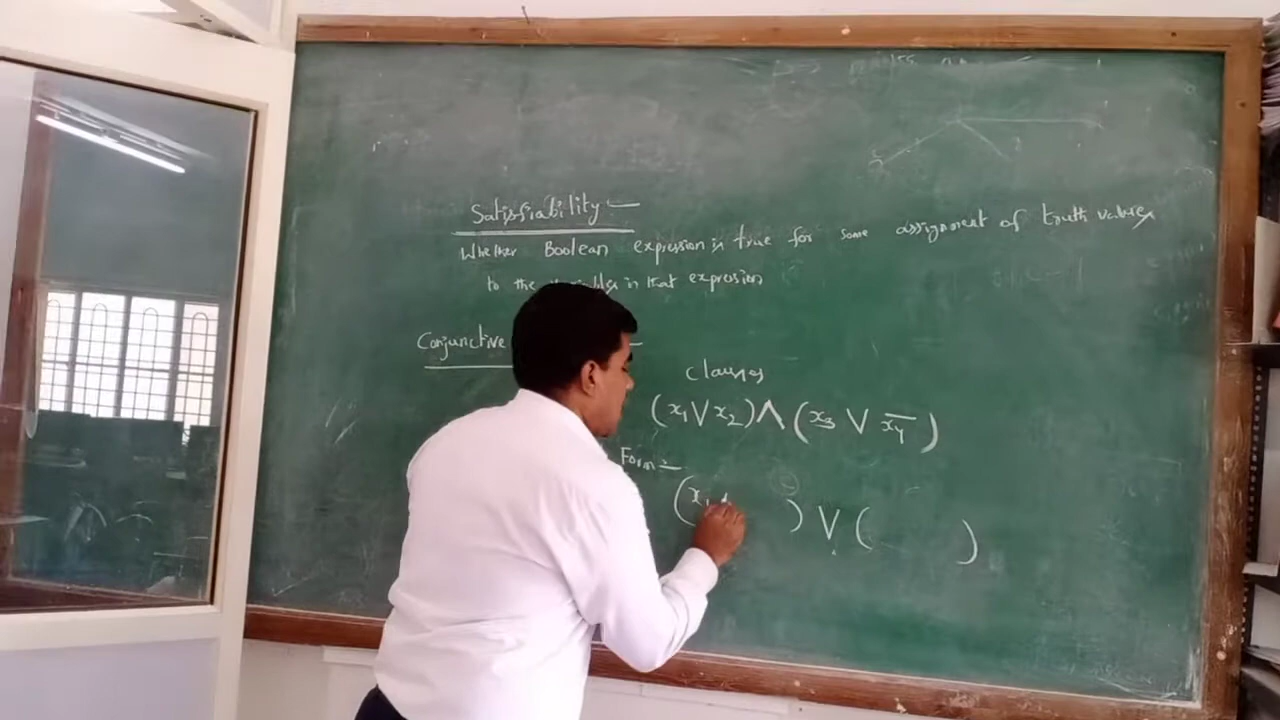 Satisfiability :-
Whether Boolean expression is true for some assignment of truth values
to the in that expression
Conjunctive
clauses
(x₁ V x₂) Λ (x₃ V x̄₄)
Form :-
(x₁ ) V ( )